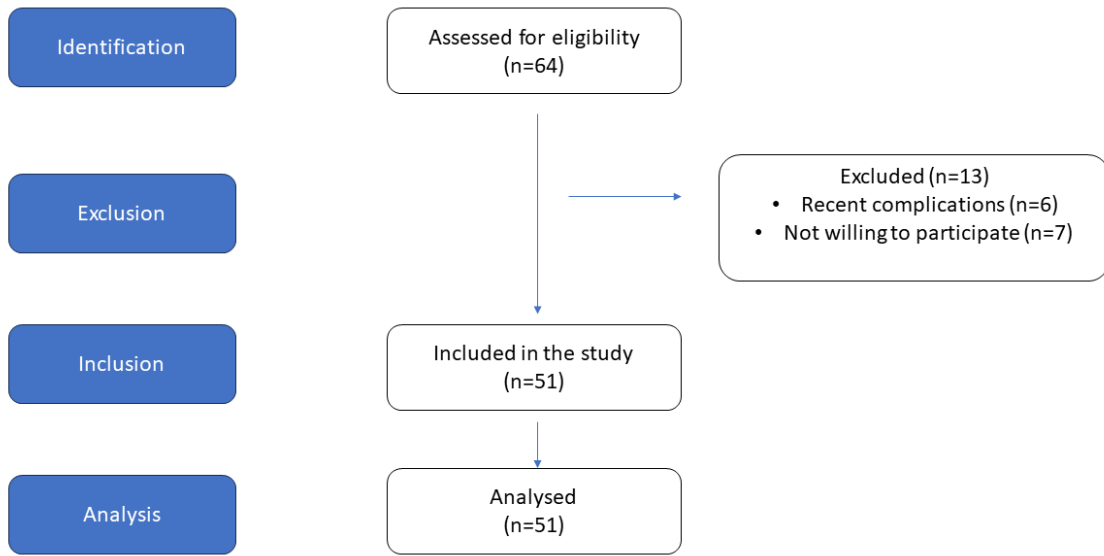 Identification
Assessed for eligibility
(n=64)
Exclusion
Excluded (n=13)
• Recent complications (n=6)
• Not willing to participate (n=7)
Inclusion
Included in the study
(n=51)
Analysis
Analysed
(n=51)